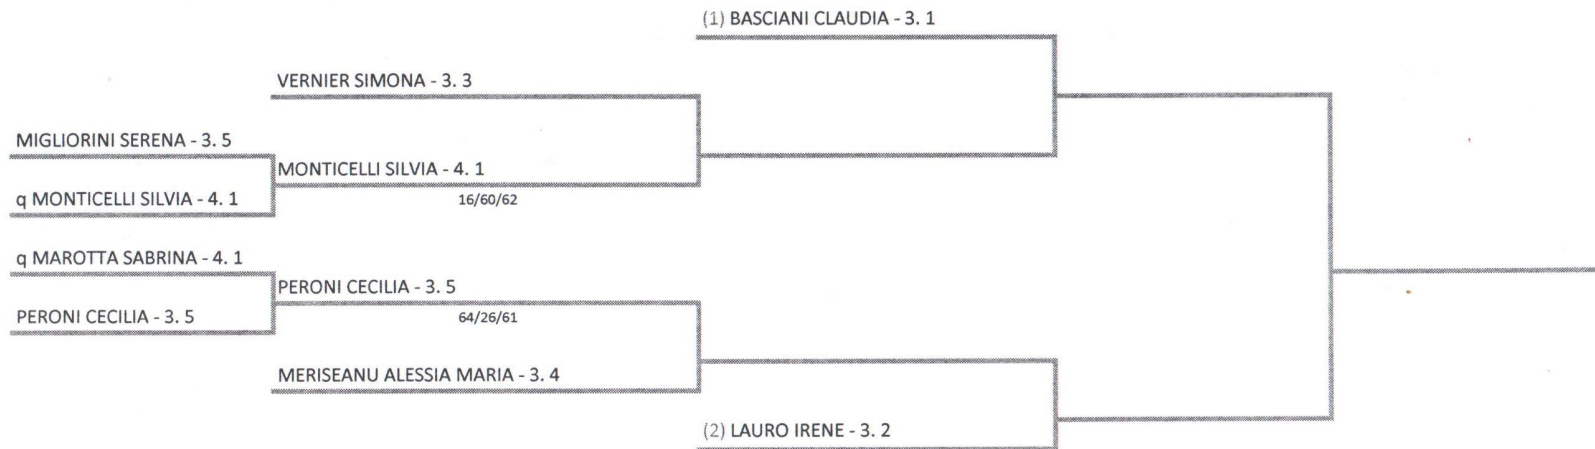 (1) BASCIANI CLAUDIA - 3. 1
VERNIER SIMONA - 3. 3
MIGLIORINI SERENA - 3. 5
MONTICELLI SILVIA - 4. 1
q MONTICELLI SILVIA - 4. 1
16/60/62
q MAROTTA SABRINA - 4. 1
PERONI CECILIA - 3. 5
PERONI CECILIA - 3. 5
64/26/61
MERISEANU ALESSIA MARIA - 3. 4
(2) LAURO IRENE - 3. 2